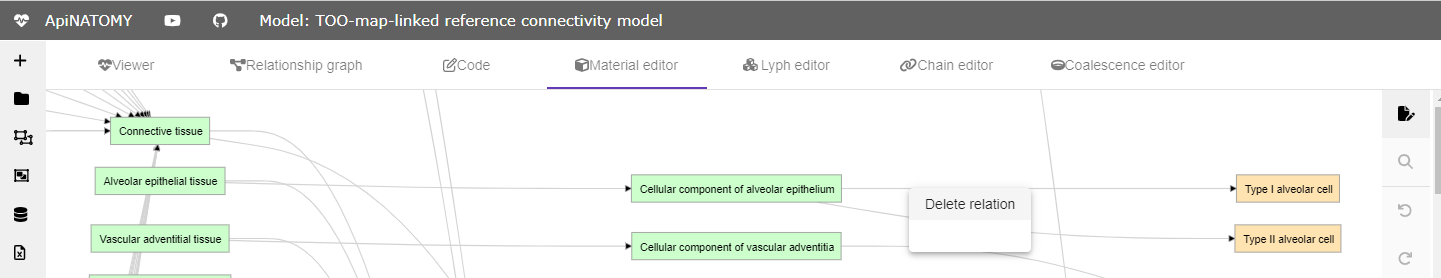 ApiNATOMY Model: TOO-map-linked reference connectivity model
Viewer Relationship graph Code Material editor Lyph editor Chain editor Coalescence editor
Connective tissue
Alveolar epithelial tissue
Cellular component of alveolar epithelium
Type I alveolar cell
Delete relation
Vascular adventitial tissue
Cellular component of vascular adventitia
Type II alveolar cell